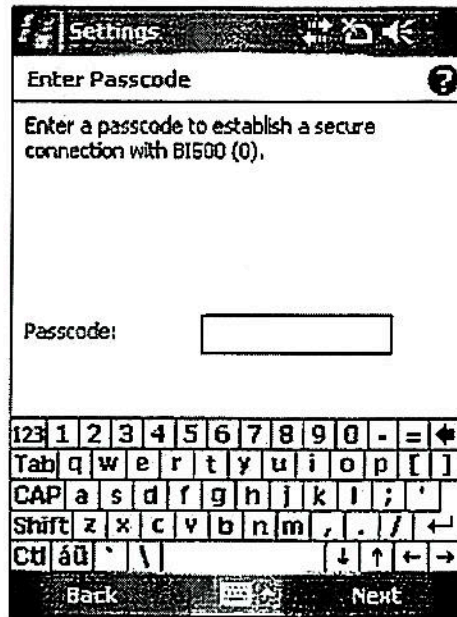 Settings
Enter Passcode
?
Enter a passcode to establish a secure
connection with BI500 (0).
Passcode:
123 1 2 3 4 5 6 7 8 9 0 - =
Tab q w e r t y u i o p [ ]
CAP a s d f g h j k l ; '
Shift z x c v b n m , . /
Ctl áü ` \
Back Next